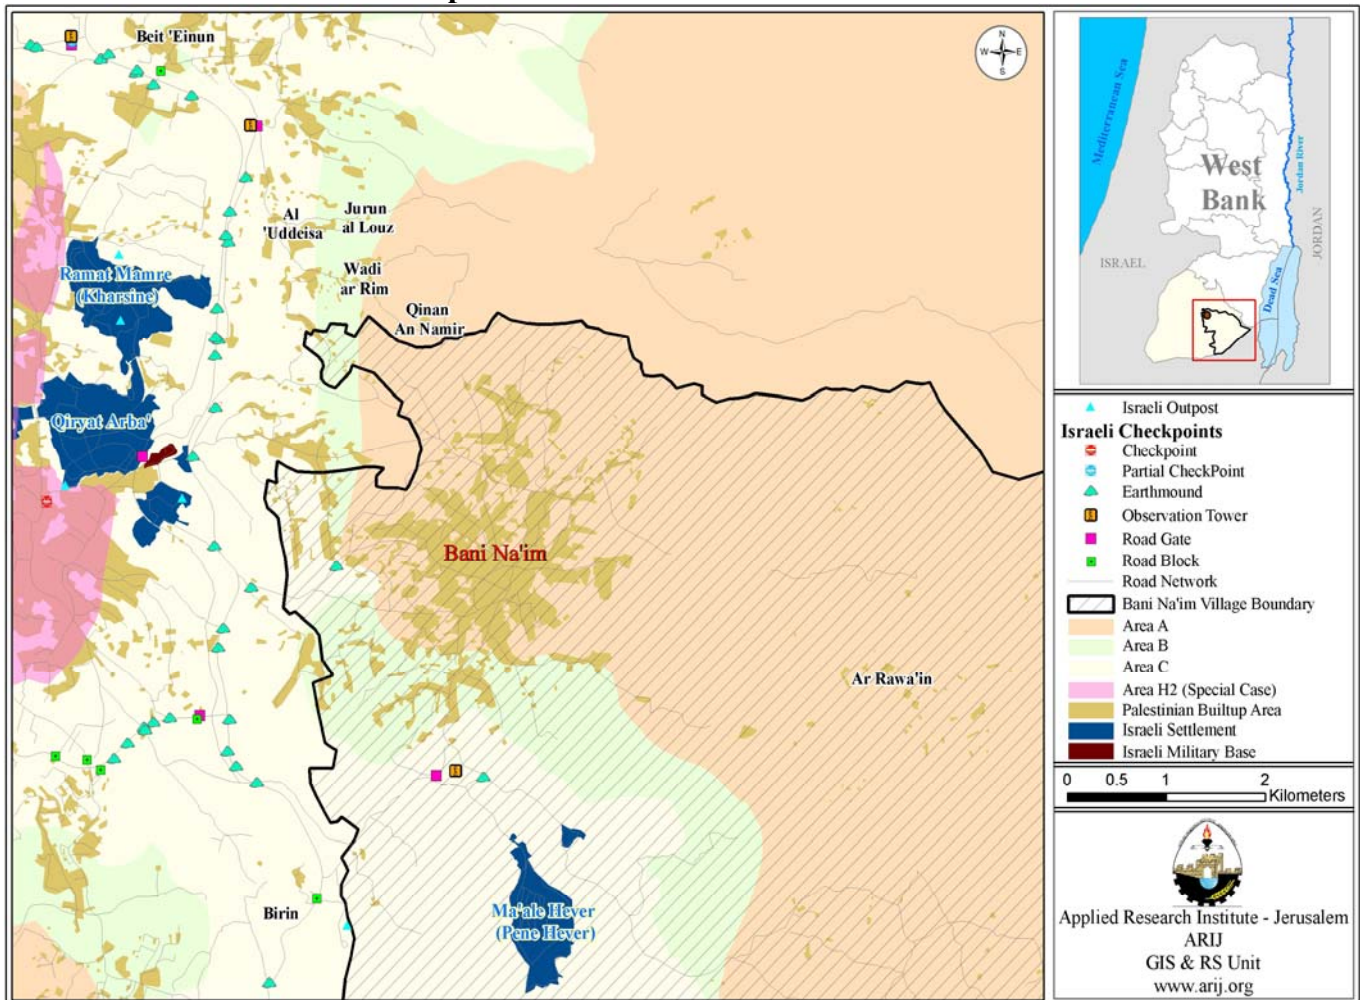 Beit 'Einun
N
W
E
S
Al
'Uddeisa
Jurun
al Louz
Wadi
ar Rim
Qinan
An Namir
Ramat Mamre
(Kharsine)
Qiryat Arba'
Bani Na'im
Ar Rawa'in
Birin
Ma'ale Hever
(Pene Hever)
Mediterranean Sea
West
Bank
Jordan River
JORDAN
ISRAEL
Dead Sea
Israeli Outpost
Israeli Checkpoints
Checkpoint
Partial CheckPoint
Earthmound
Observation Tower
Road Gate
Road Block
Road Network
Bani Na'im Village Boundary
Area A
Area B
Area C
Area H2 (Special Case)
Palestinian Builtup Area
Israeli Settlement
Israeli Military Base
0 0.5 1 2
Kilometers
Applied Research Institute - Jerusalem
ARIJ
GIS & RS Unit
www.arij.org